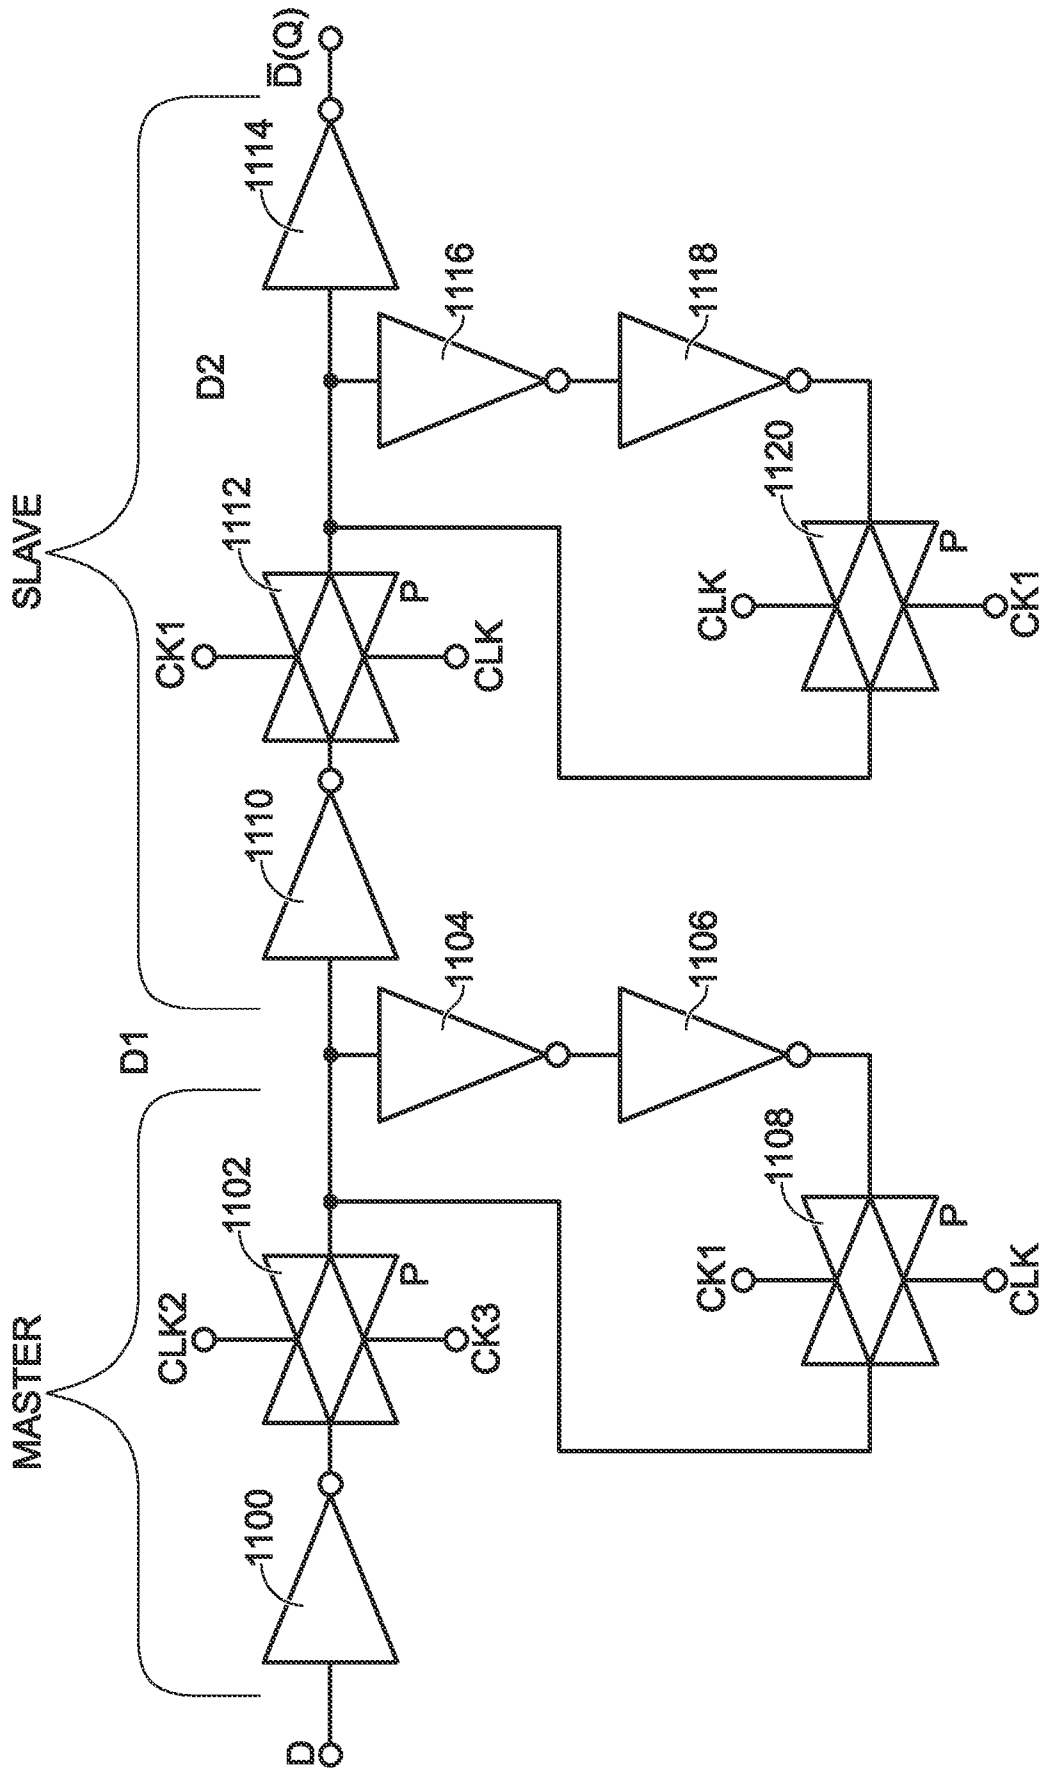 MASTER
SLAVE
D
1100
CLK2
1102
CK3
P
D1
1104
1106
CK1
1108
CLK
P
1110
CK1
1112
CLK
P
D2
1116
1118
CLK
1120
CK1
P
1114
D̅(Q)